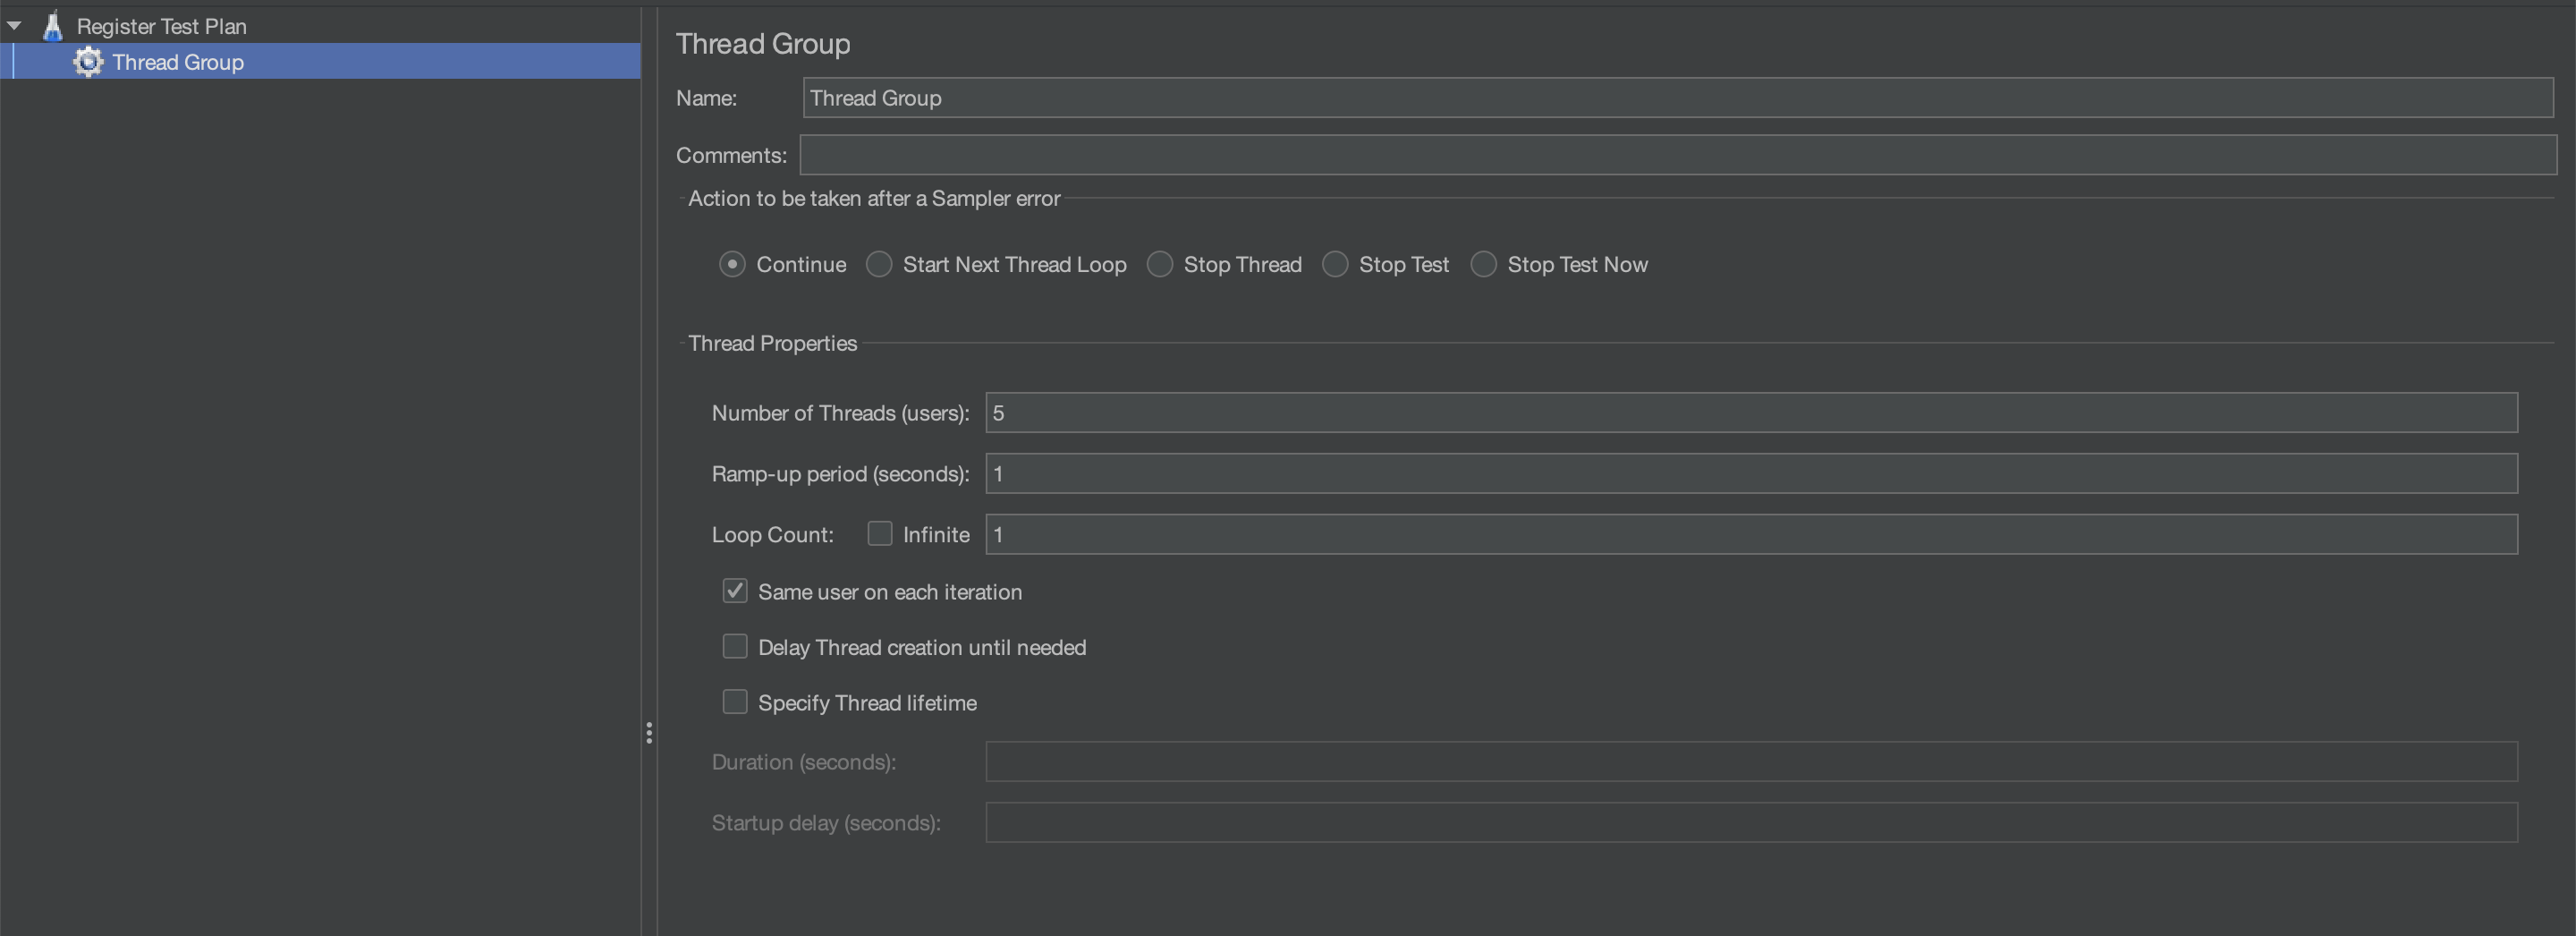 Register Test Plan
Thread Group
Thread Group
Name: Thread Group
Comments:
Action to be taken after a Sampler error
Continue Start Next Thread Loop Stop Thread Stop Test Stop Test Now
Thread Properties
Number of Threads (users): 5
Ramp-up period (seconds): 1
Loop Count: Infinite 1
Same user on each iteration
Delay Thread creation until needed
Specify Thread lifetime
Duration (seconds):
Startup delay (seconds):